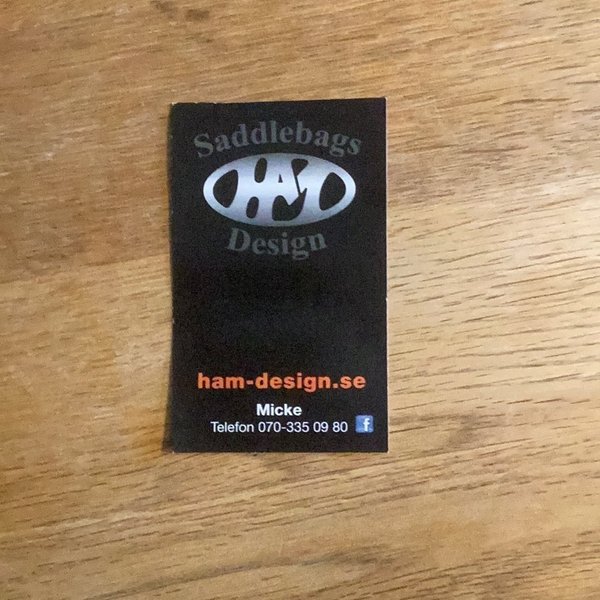 Saddlebags
HAM
Design
ham-design.se
Micke
Telefon 070-335 09 80 f